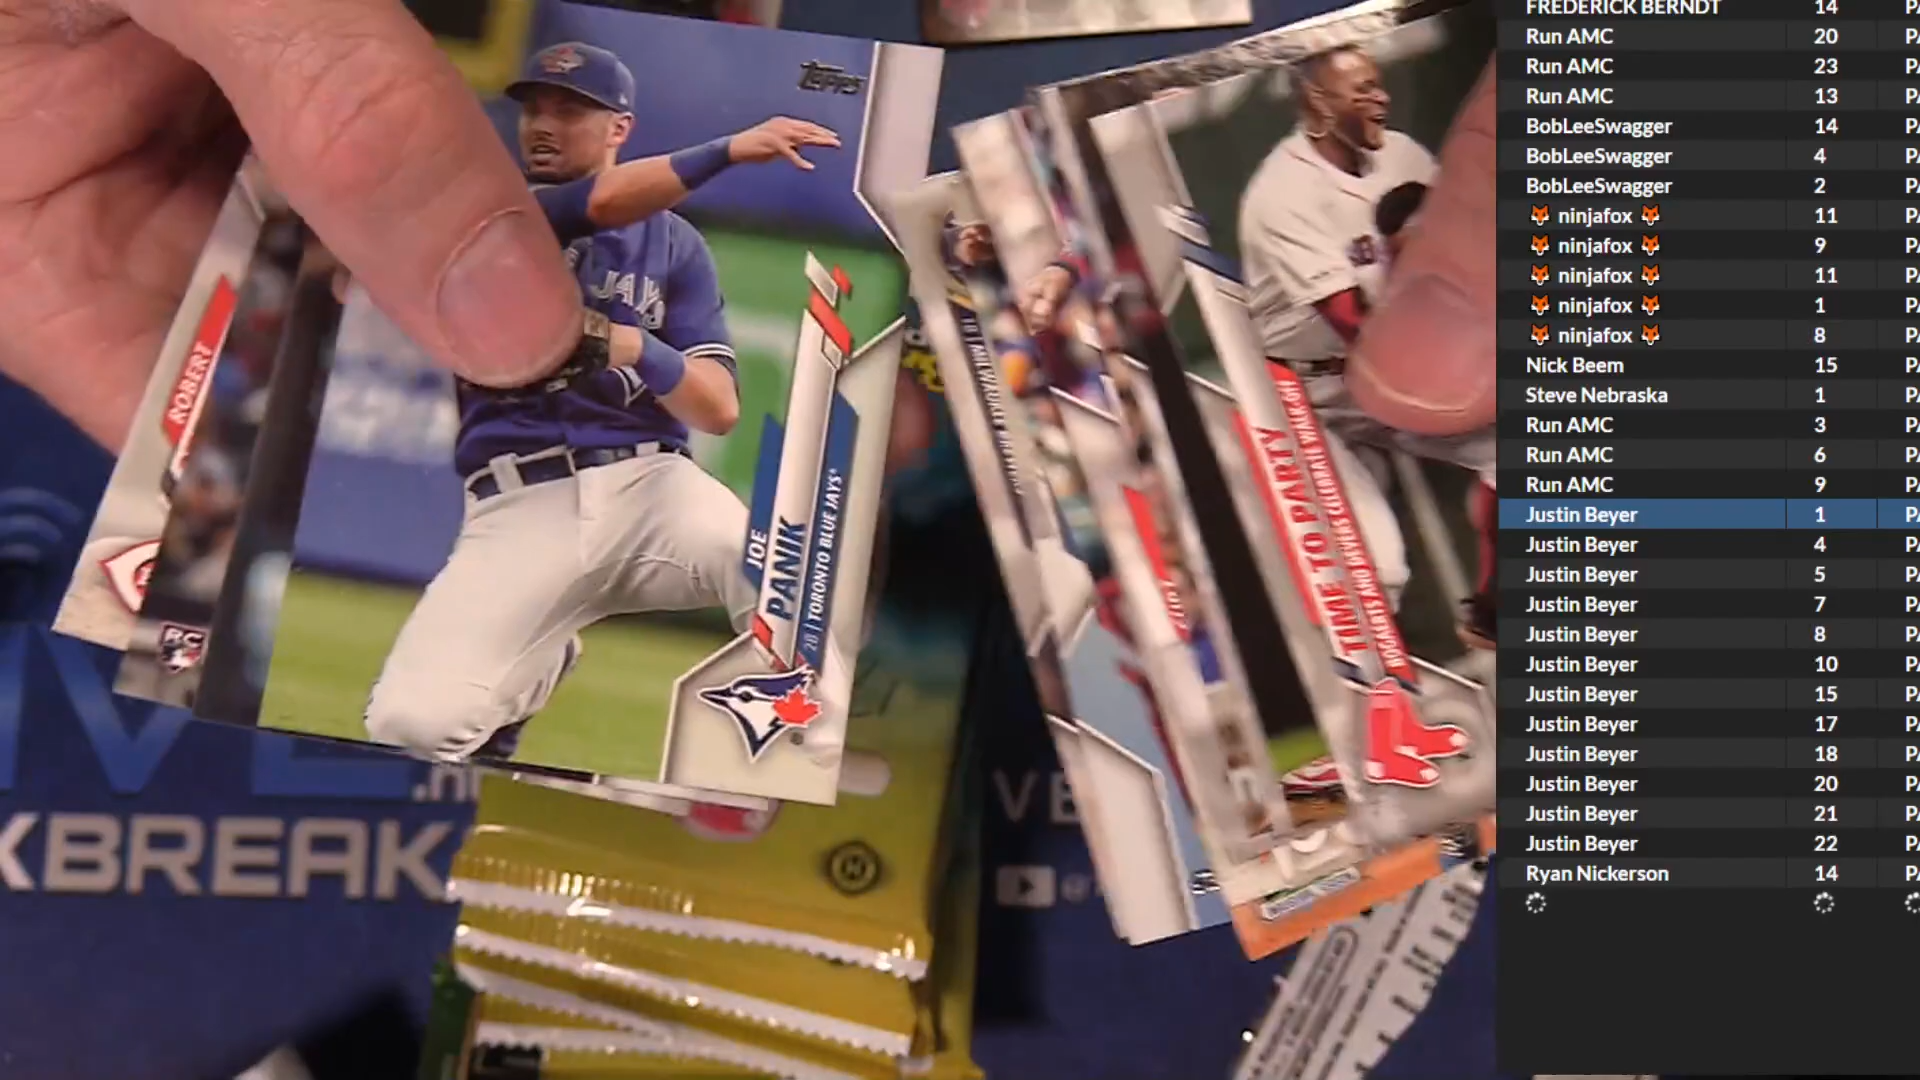 TOPPS
JAYS
ROBERT
RC
JOE
PANIK
28 | TORONTO BLUE JAYS
TIME TO PARTY
BOGAERTS AND DEVERS CELEBRATE WALK-OFF
KBREAK
FREDERICK BERNDT 14
Run AMC 20
Run AMC 23
Run AMC 13
BobLeeSwagger 14
BobLeeSwagger 4
BobLeeSwagger 2
🦊 ninjafox 🦊 11
🦊 ninjafox 🦊 9
🦊 ninjafox 🦊 11
🦊 ninjafox 🦊 1
🦊 ninjafox 🦊 8
Nick Beem 15
Steve Nebraska 1
Run AMC 3
Run AMC 6
Run AMC 9
Justin Beyer 1
Justin Beyer 4
Justin Beyer 5
Justin Beyer 7
Justin Beyer 8
Justin Beyer 10
Justin Beyer 15
Justin Beyer 17
Justin Beyer 18
Justin Beyer 20
Justin Beyer 21
Justin Beyer 22
Ryan Nickerson 14